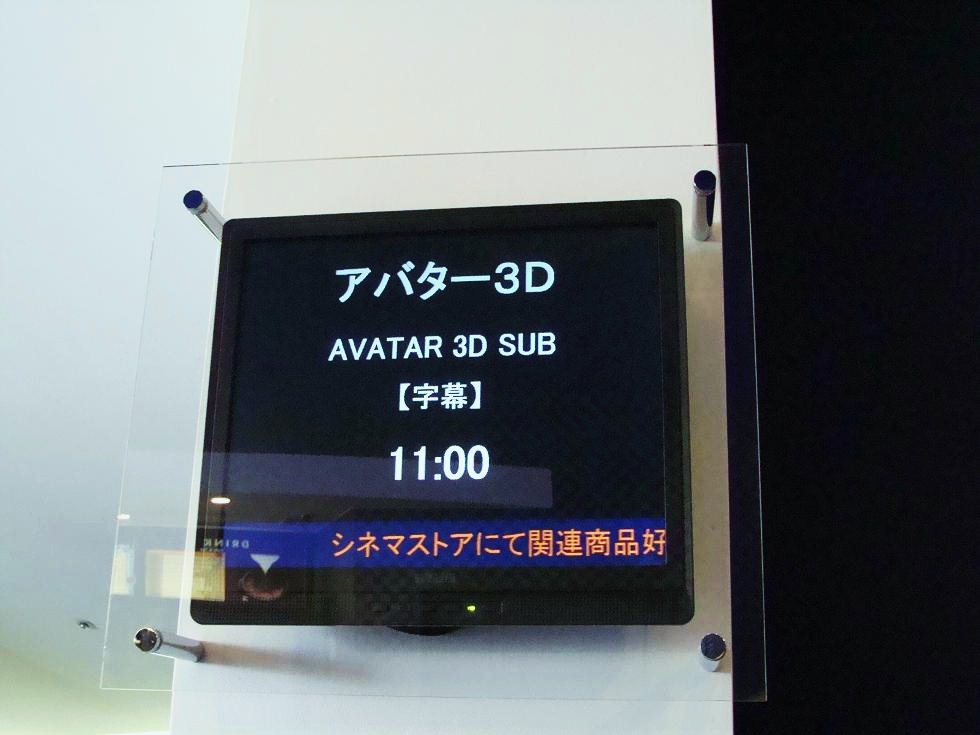 アバター3D
AVATAR 3D SUB
【字幕】
11:00
シネマストアにて関連商品好
DRINK